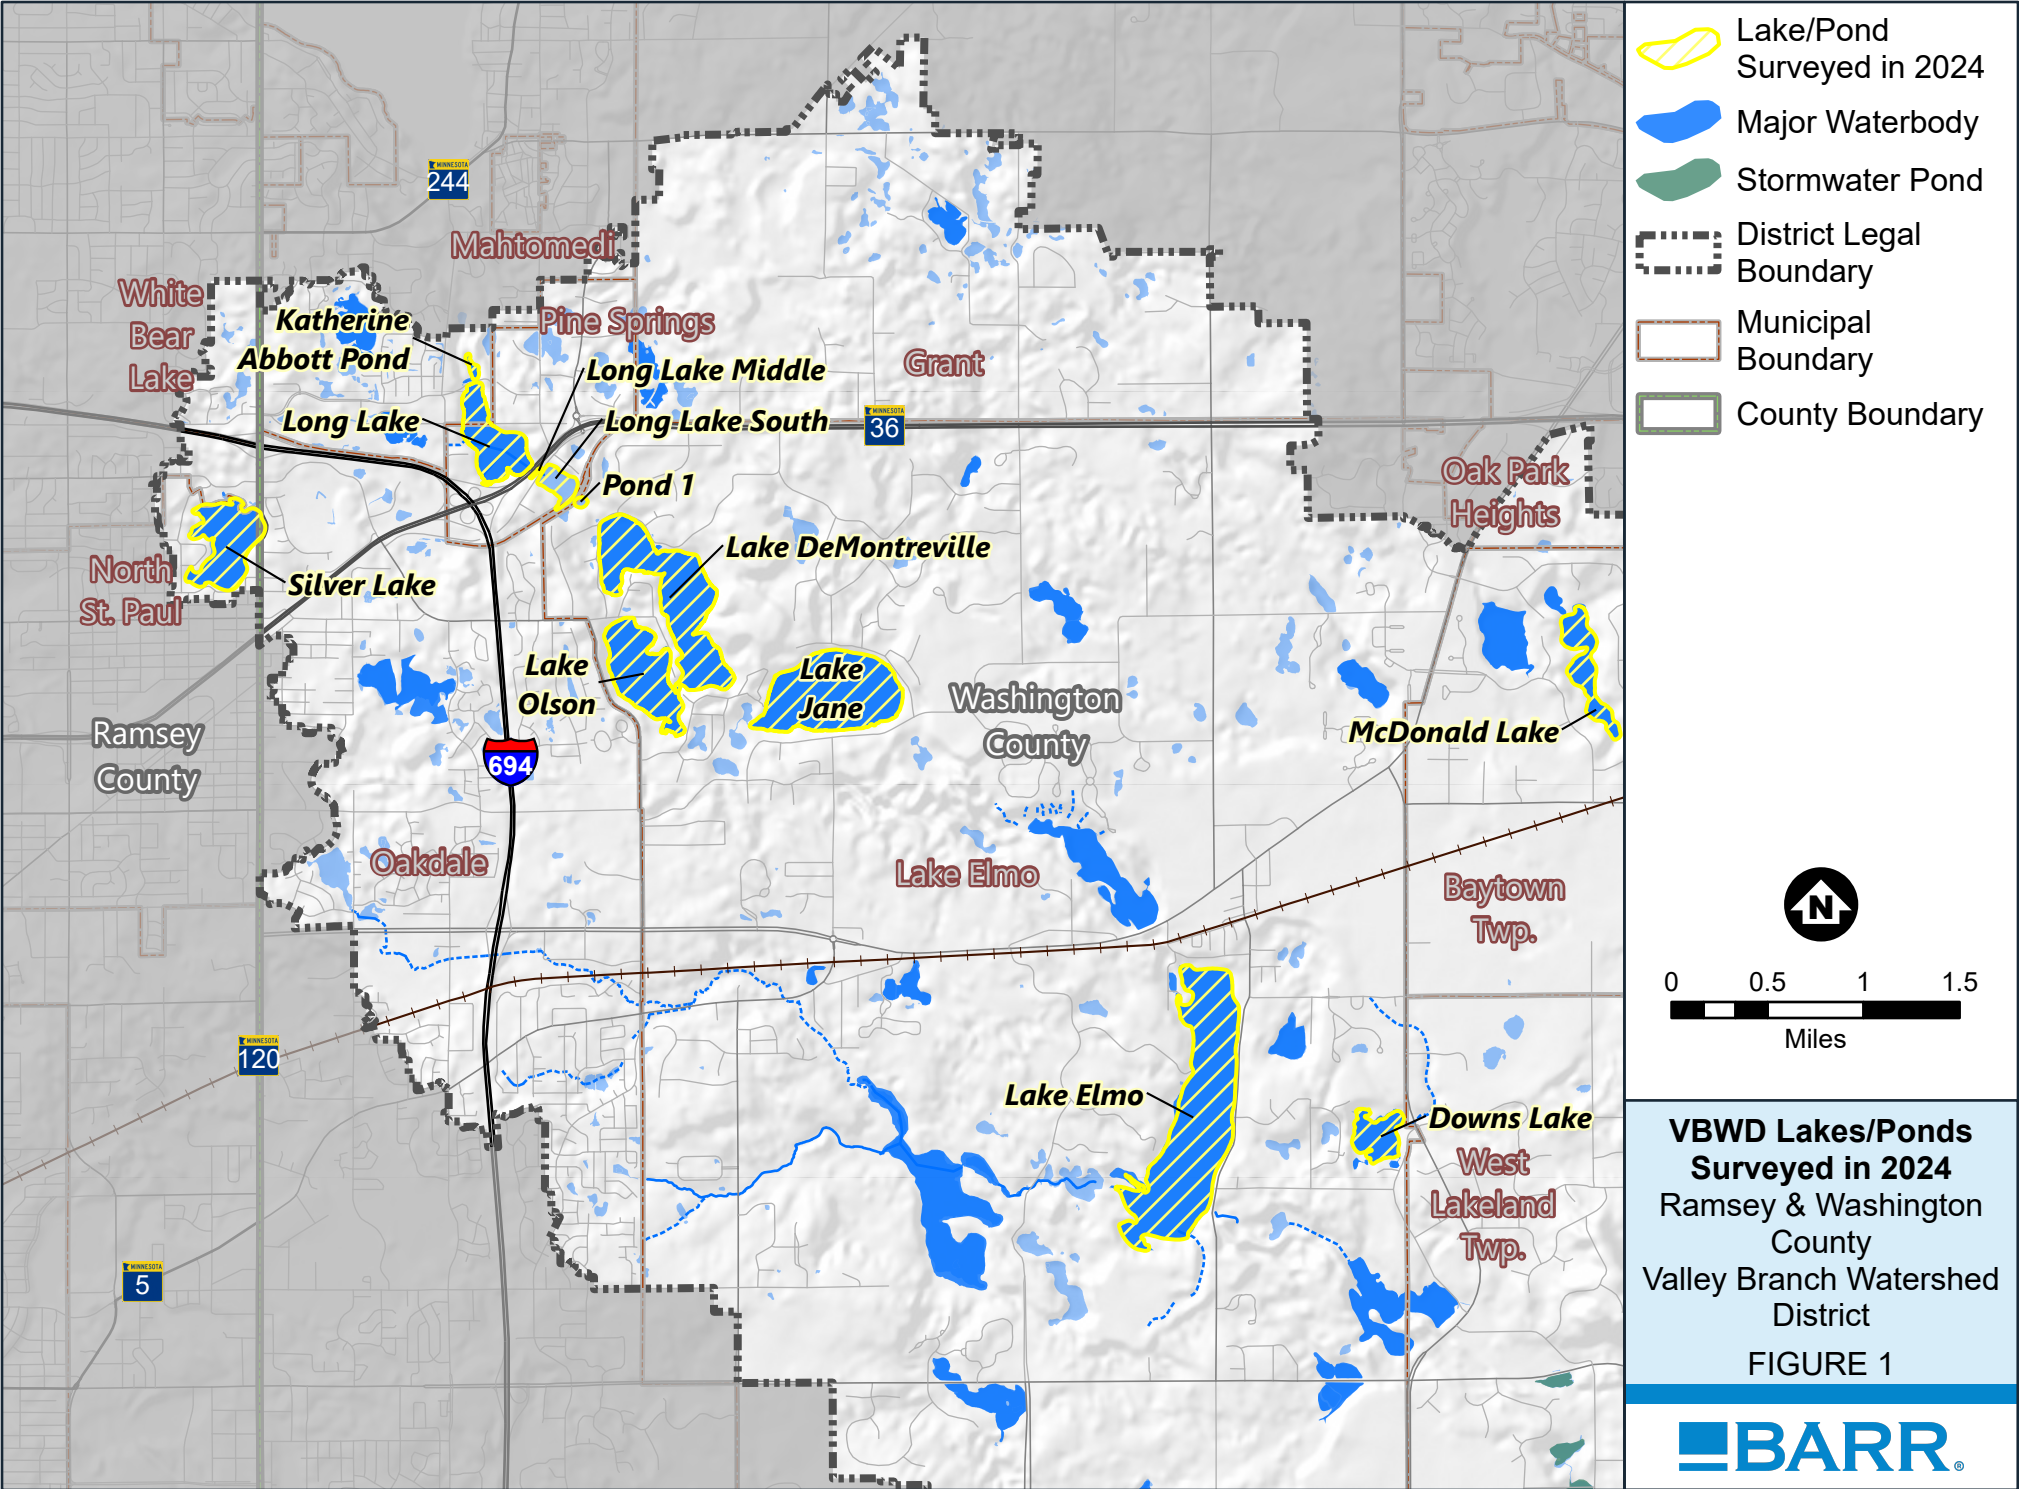 MINNESOTA
244
Mahtomedi
White
Bear
Lake
Katherine
Abbott Pond
Pine Springs
Long Lake Middle
Grant
Long Lake
Long Lake South
MINNESOTA
36
Pond 1
Oak Park
Heights
Lake DeMontreville
North
St. Paul
Silver Lake
Lake
Olson
Lake
Jane
Washington
County
McDonald Lake
Ramsey
County
694
Oakdale
Lake Elmo
Baytown
Twp.
MINNESOTA
120
Lake Elmo
Downs Lake
West
Lakeland
Twp.
MINNESOTA
5
Lake/Pond
Surveyed in 2024
Major Waterbody
Stormwater Pond
District Legal
Boundary
Municipal
Boundary
County Boundary
N
0 0.5 1 1.5
Miles
VBWD Lakes/Ponds
Surveyed in 2024
Ramsey & Washington
County
Valley Branch Watershed
District
FIGURE 1
BARR®